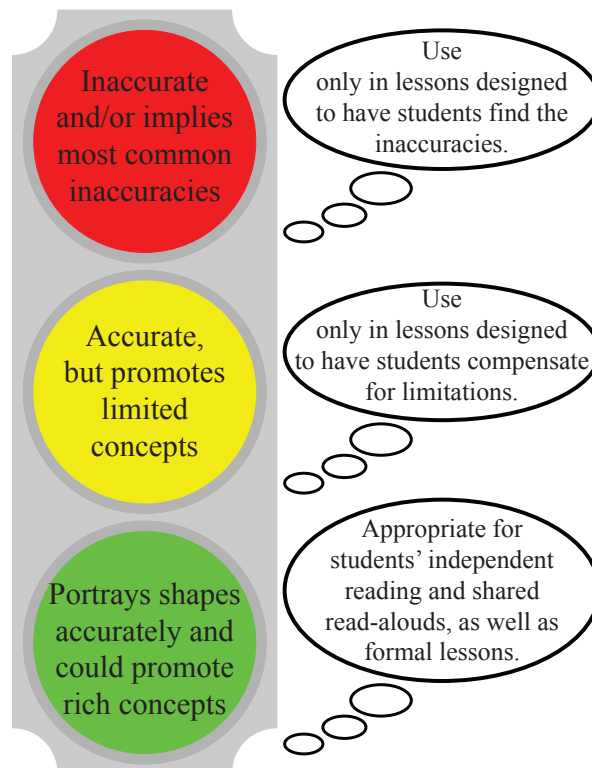 Inaccurate
and/or implies
most common
inaccuracies
Use
only in lessons designed
to have students find the
inaccuracies.
Accurate,
but promotes
limited
concepts
Use
only in lessons designed
to have students compensate
for limitations.
Portrays shapes
accurately and
could promote
rich concepts
Appropriate for
students’ independent
reading and shared
read-alouds, as well as
formal lessons.